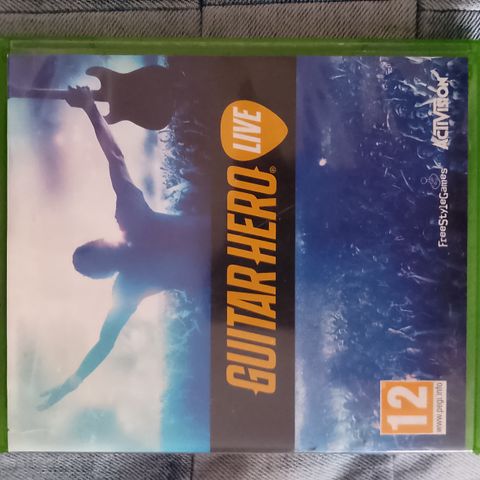 GUITAR HERO® LIVE
12
www.pegi.info
FreeStyleGames
ACTIVISION